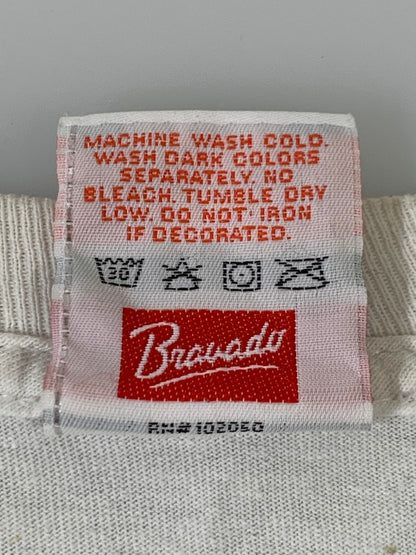 MACHINE WASH COLD.
WASH DARK COLORS
SEPARATELY. NO
BLEACH. TUMBLE DRY
LOW. DO NOT IRON
IF DECORATED.
30
Bravado
RN#102050